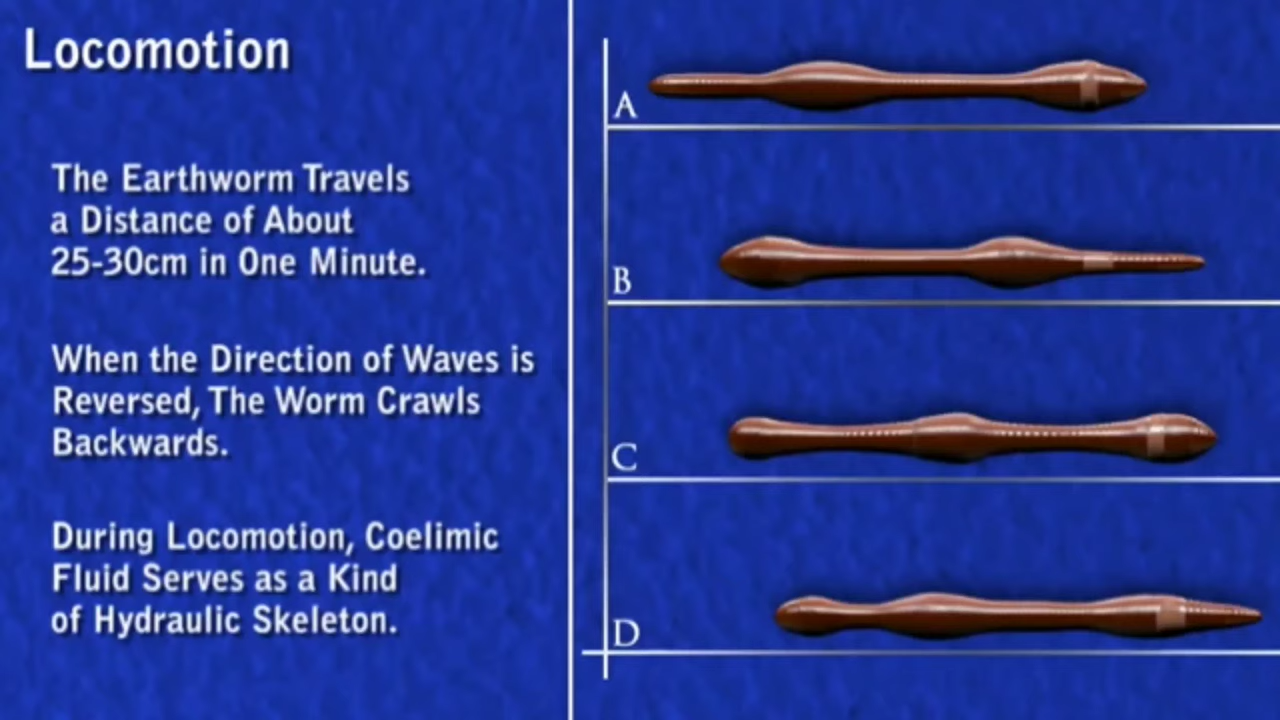 Locomotion
The Earthworm Travels
a Distance of About
25-30cm in One Minute.
When the Direction of Waves is
Reversed, The Worm Crawls
Backwards.
During Locomotion, Coelimic
Fluid Serves as a Kind
of Hydraulic Skeleton.
A
B
C
D